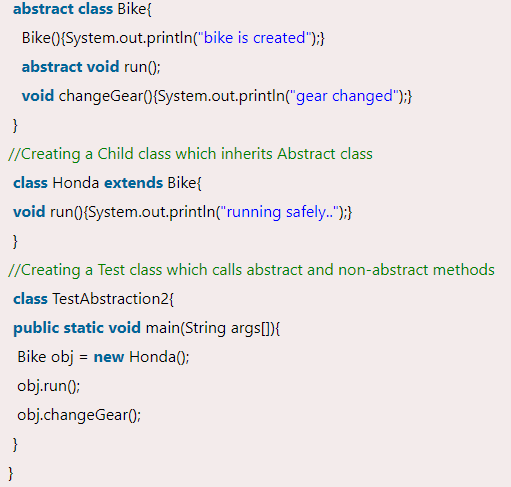 abstract class Bike{
Bike(){System.out.println("bike is created");}
abstract void run();
void changeGear(){System.out.println("gear changed");}
}
//Creating a Child class which inherits Abstract class
class Honda extends Bike{
void run(){System.out.println("running safely..");}
}
//Creating a Test class which calls abstract and non-abstract methods
class TestAbstraction2{
public static void main(String args[]){
Bike obj = new Honda();
obj.run();
obj.changeGear();
}
}